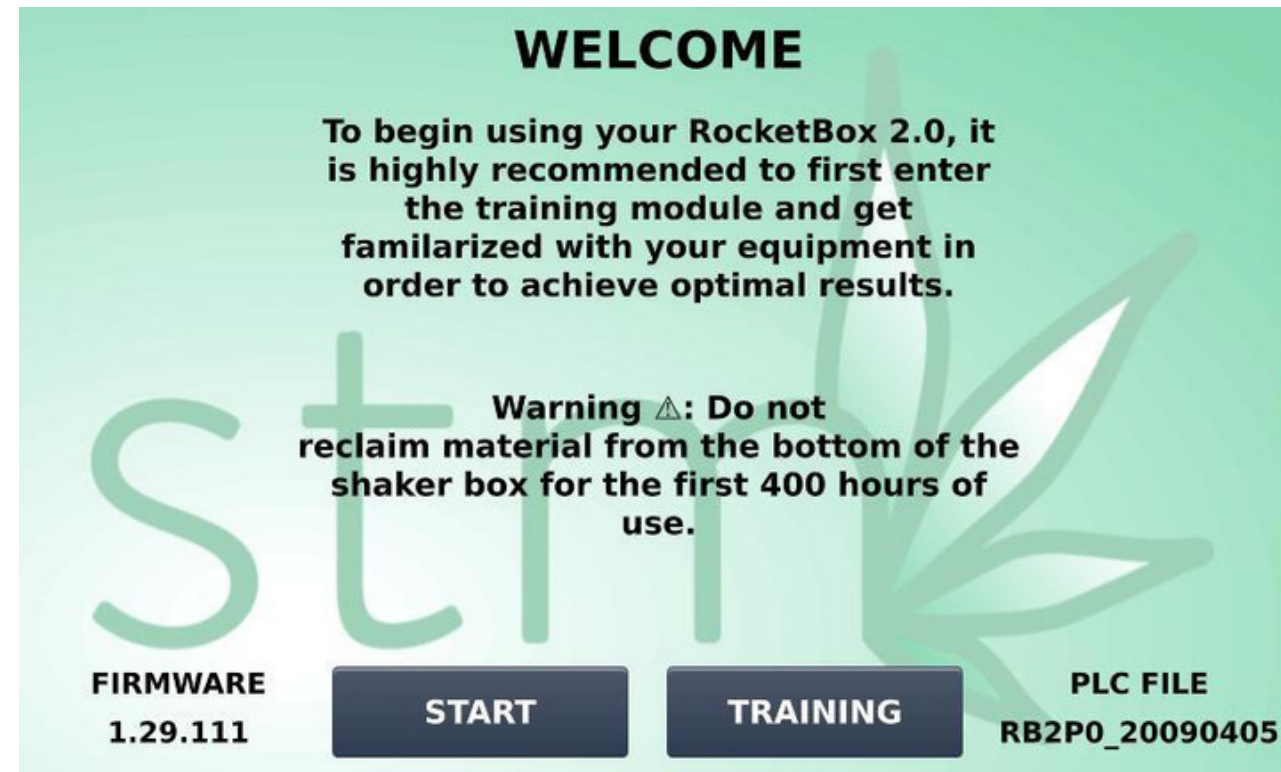 WELCOME
To begin using your RocketBox 2.0, it
is highly recommended to first enter
the training module and get
familarized with your equipment in
order to achieve optimal results.
Warning ⚠: Do not
reclaim material from the bottom of the
shaker box for the first 400 hours of
use.
stm
FIRMWARE
1.29.111
START
TRAINING
PLC FILE
RB2P0_20090405